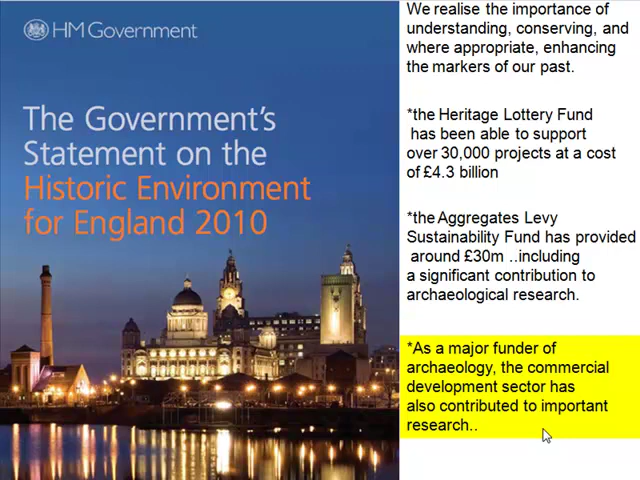 HM Government
The Government's
Statement on the
Historic Environment
for England 2010
We realise the importance of
understanding, conserving, and
where appropriate, enhancing
the markers of our past.
*the Heritage Lottery Fund
has been able to support
over 30,000 projects at a cost
of £4.3 billion
*the Aggregates Levy
Sustainability Fund has provided
around £30m ..including
a significant contribution to
archaeological research.
*As a major funder of
archaeology, the commercial
development sector has
also contributed to important
research..